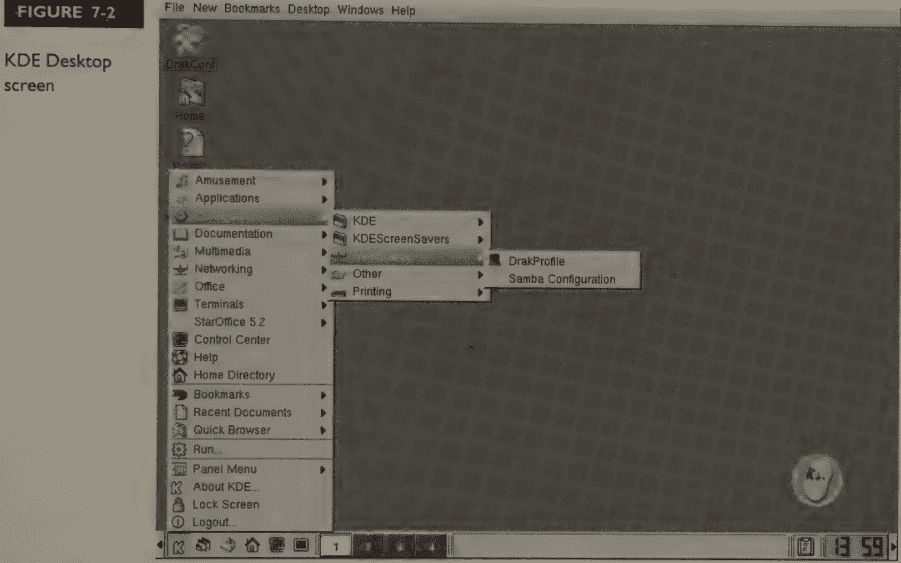 FIGURE 7-2
KDE Desktop
screen
File New Bookmarks Desktop Windows Help
DrakConf
Home
Amusement
Applications
Documentation
Multimedia
Networking
Office
Terminals
StarOffice 5.2
Control Center
Help
Home Directory
Bookmarks
Recent Documents
Quick Browser
Run...
Panel Menu
About KDE...
Lock Screen
Logout...
KDE
KDEScreenSavers
Other
Printing
DrakProfile
Samba Configuration
1
13 59